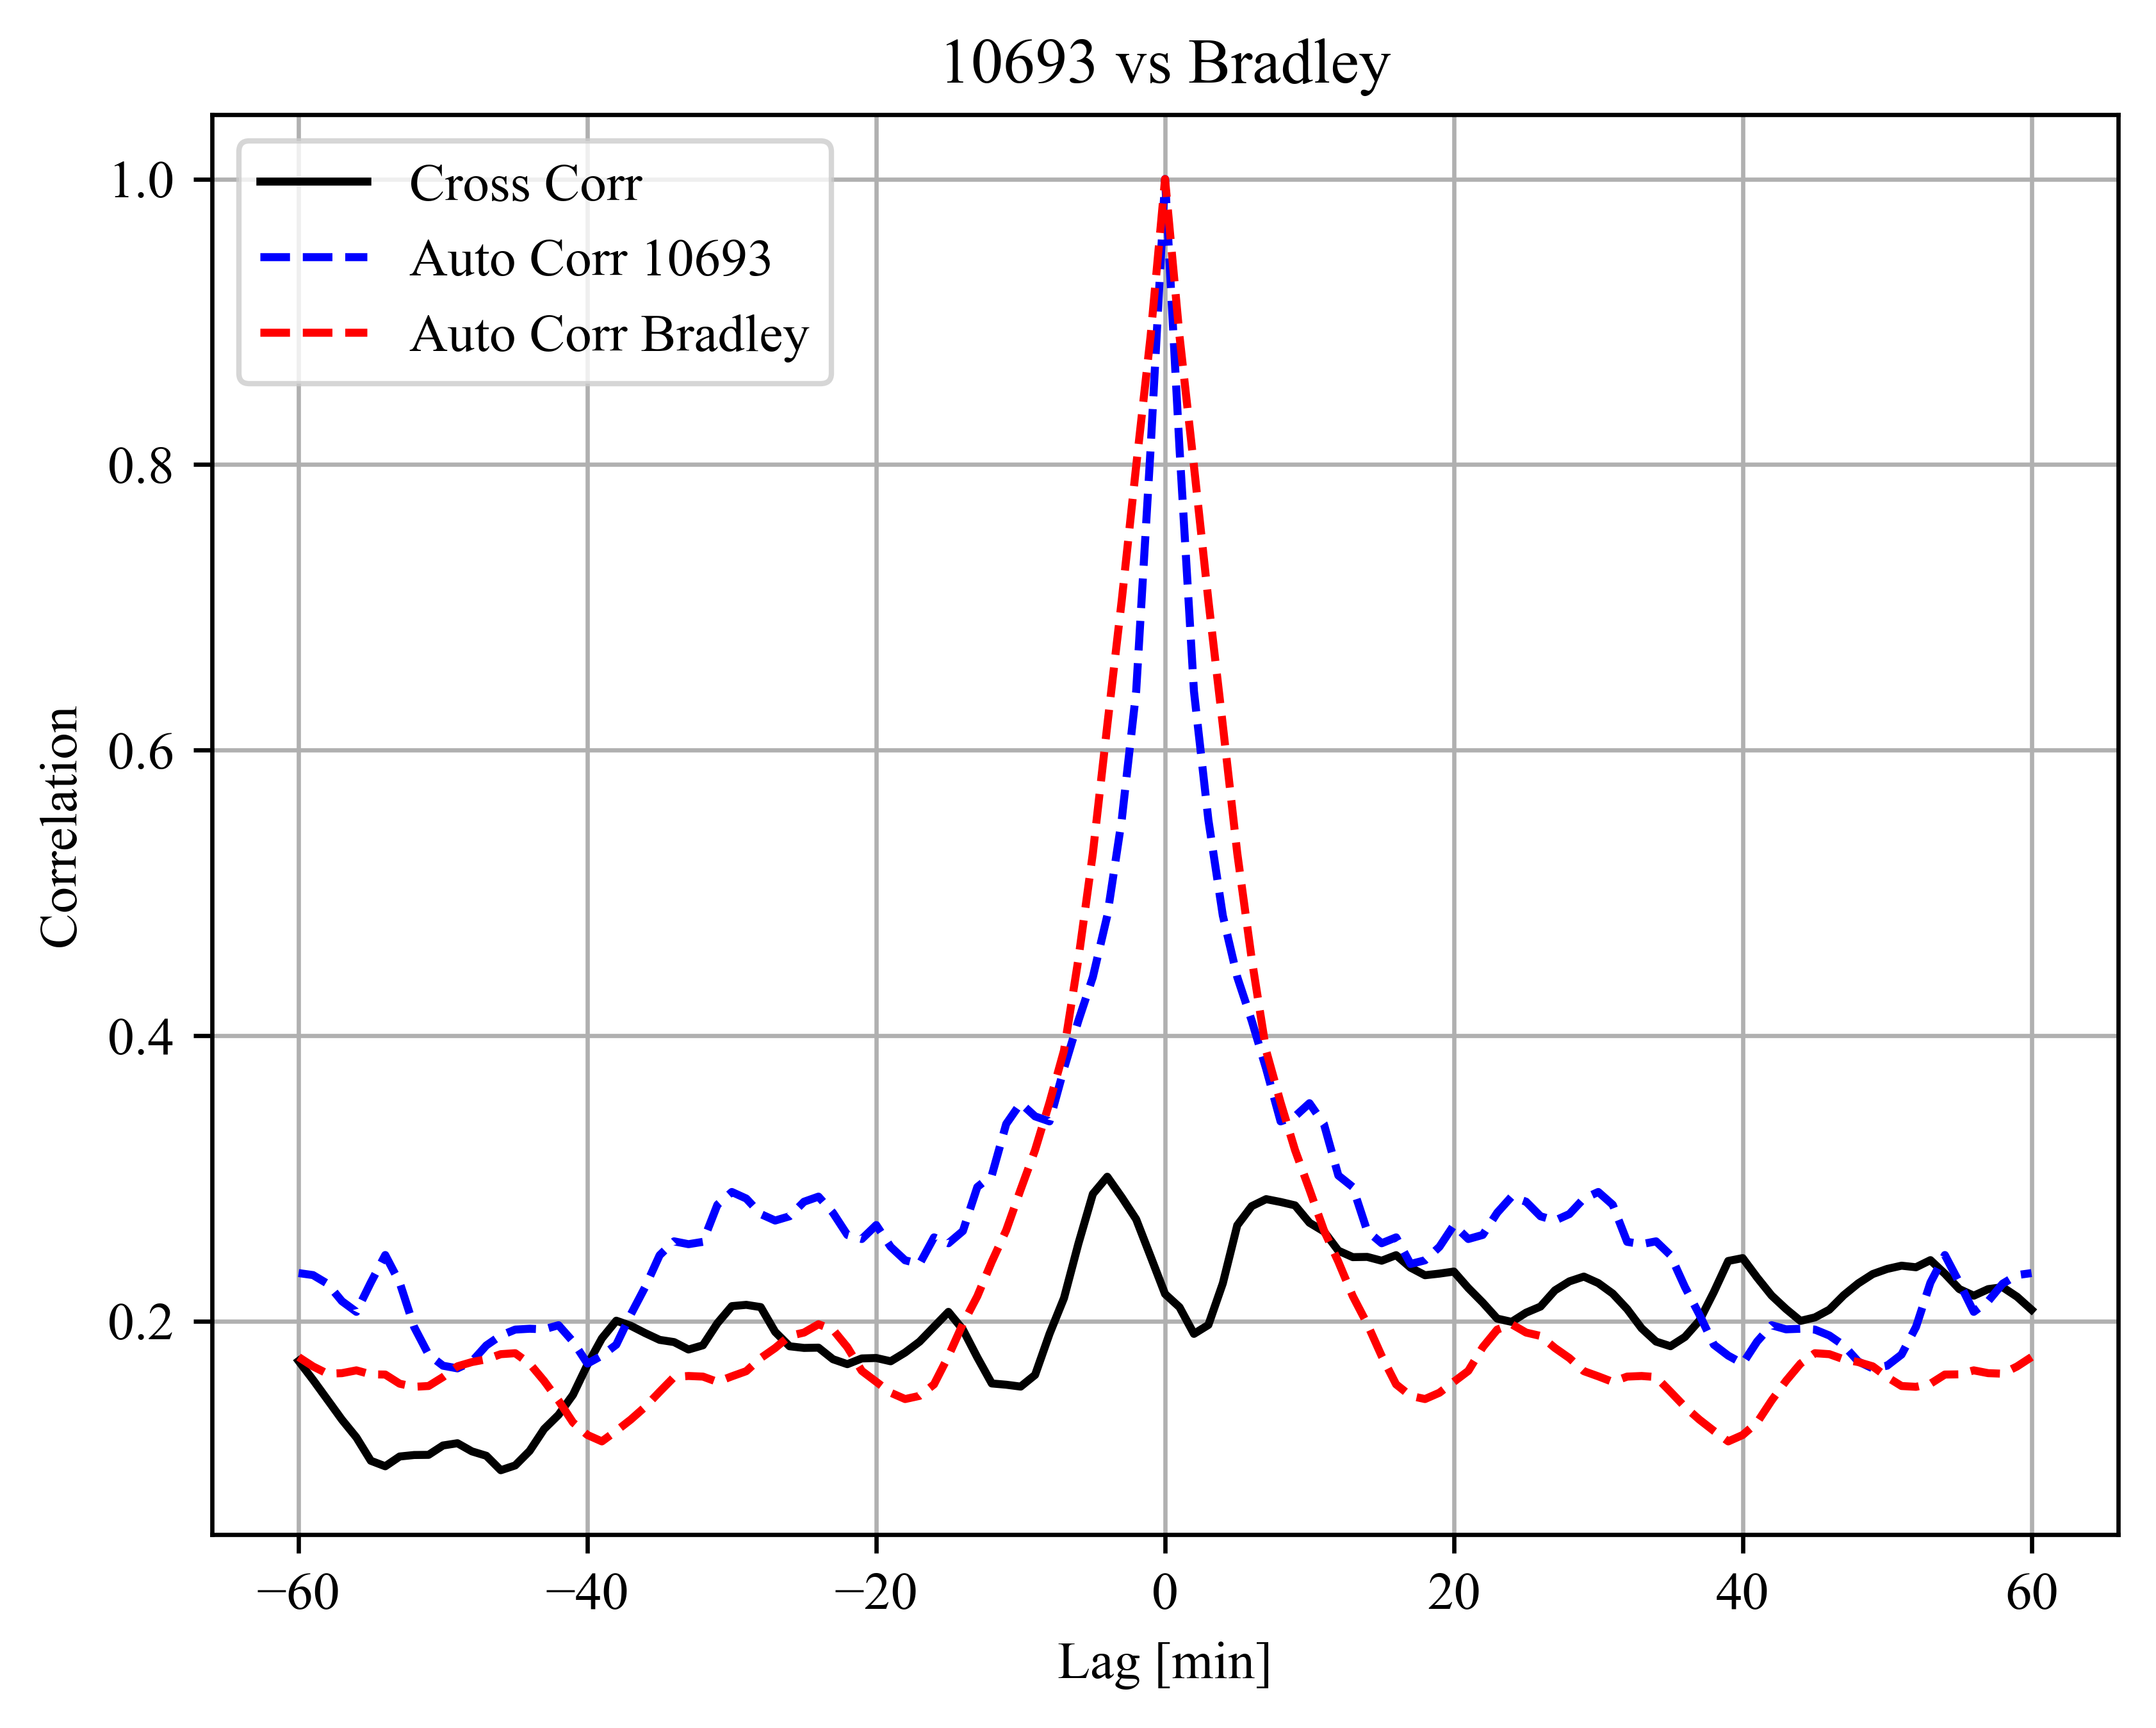 10693 vs Bradley
Cross Corr
Auto Corr 10693
Auto Corr Bradley
1.0
0.8
0.6
0.4
0.2
Correlation
−60 −40 −20 0 20 40 60
Lag [min]